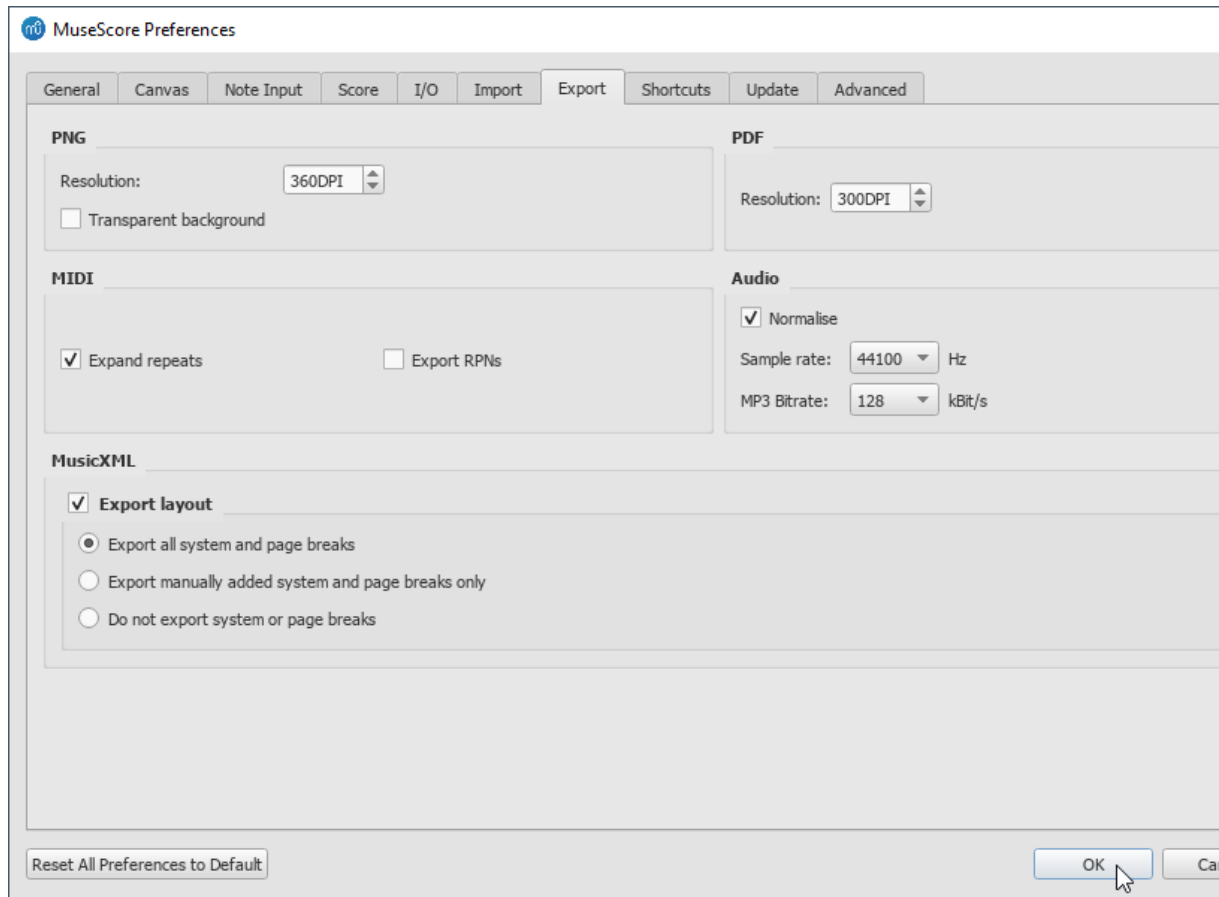 MuseScore Preferences
General Canvas Note Input Score I/O Import Export Shortcuts Update Advanced
PNG
Resolution: 360DPI
Transparent background
PDF
Resolution: 300DPI
MIDI
Expand repeats Export RPNs
Audio
Normalise
Sample rate: 44100 Hz
MP3 Bitrate: 128 kBit/s
MusicXML
Export layout
Export all system and page breaks
Export manually added system and page breaks only
Do not export system or page breaks
Reset All Preferences to Default OK